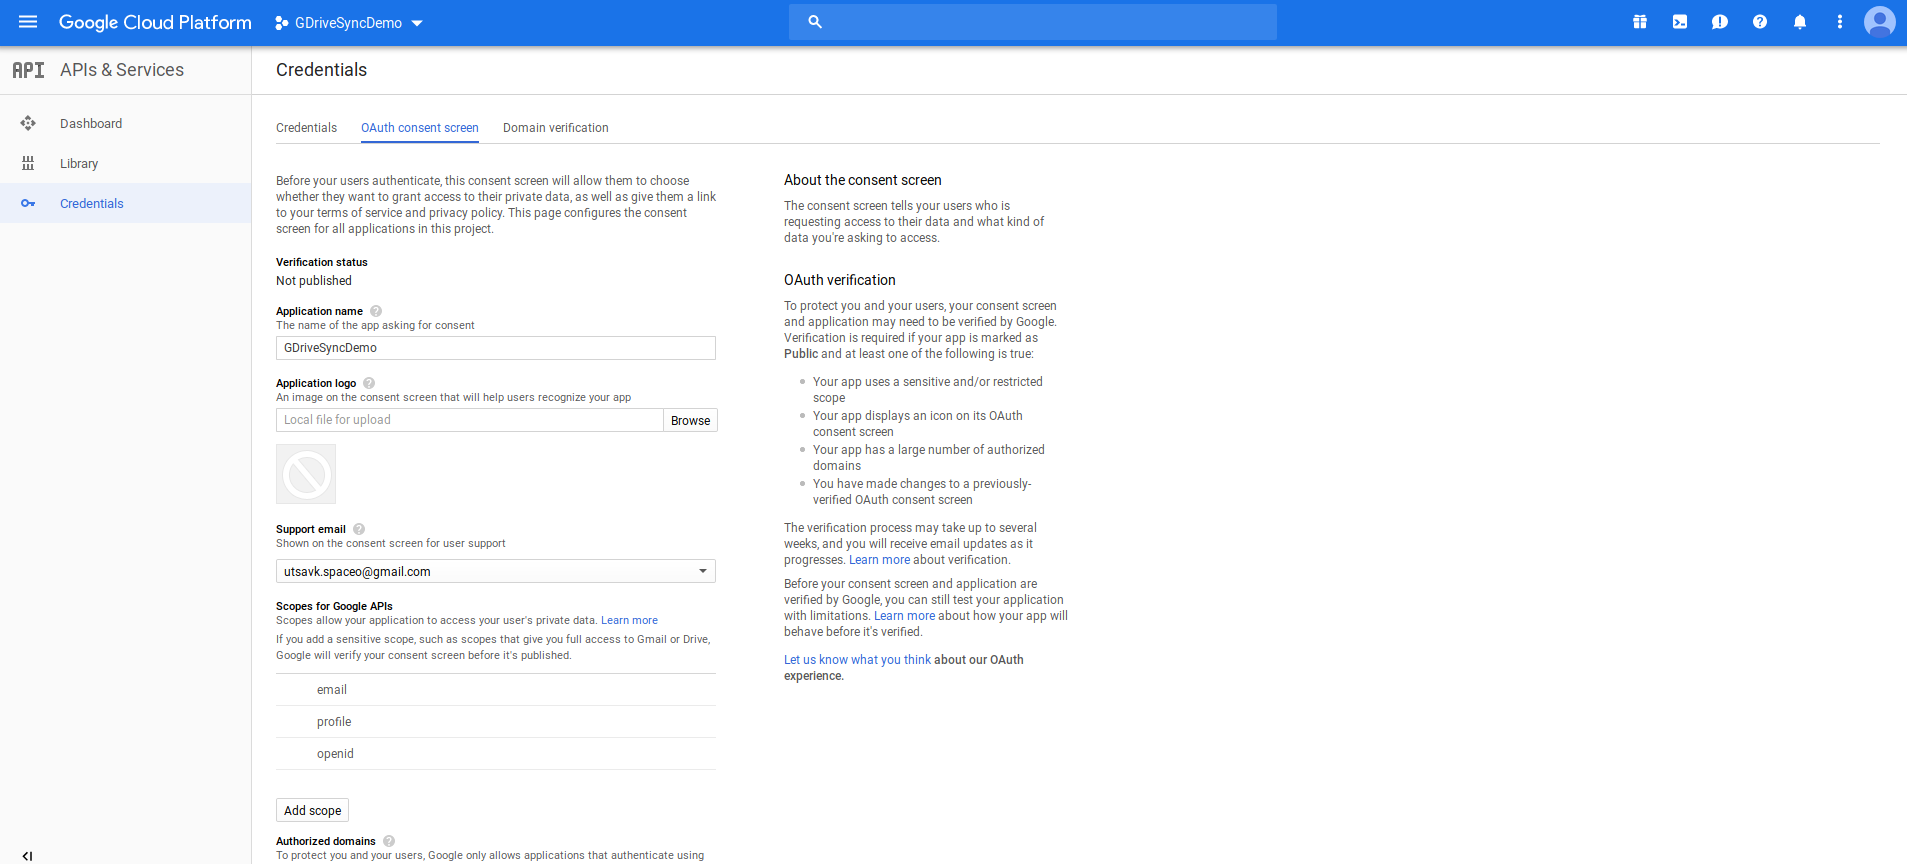 Google Cloud Platform GDriveSyncDemo
API APIs & Services
Dashboard
Library
Credentials
Credentials
Credentials OAuth consent screen Domain verification
Before your users authenticate, this consent screen will allow them to choose
whether they want to grant access to their private data, as well as give them a link
to your terms of service and privacy policy. This page configures the consent
screen for all applications in this project.
Verification status
Not published
Application name ?
The name of the app asking for consent
GDriveSyncDemo
Application logo ?
An image on the consent screen that will help users recognize your app
Local file for upload Browse
Support email ?
Shown on the consent screen for user support
utsavk.spaceo@gmail.com
Scopes for Google APIs
Scopes allow your application to access your user's private data. Learn more
If you add a sensitive scope, such as scopes that give you full access to Gmail or Drive,
Google will verify your consent screen before it's published.
email
profile
openid
Add scope
Authorized domains ?
To protect you and your users, Google only allows applications that authenticate using
About the consent screen
The consent screen tells your users who is
requesting access to their data and what kind of
data you're asking to access.
OAuth verification
To protect you and your users, your consent screen
and application may need to be verified by Google.
Verification is required if your app is marked as
Public and at least one of the following is true:
Your app uses a sensitive and/or restricted
scope
Your app displays an icon on its OAuth
consent screen
Your app has a large number of authorized
domains
You have made changes to a previously-
verified OAuth consent screen
The verification process may take up to several
weeks, and you will receive email updates as it
progresses. Learn more about verification.
Before your consent screen and application are
verified by Google, you can still test your application
with limitations. Learn more about how your app will
behave before it's verified.
Let us know what you think about our OAuth
experience.